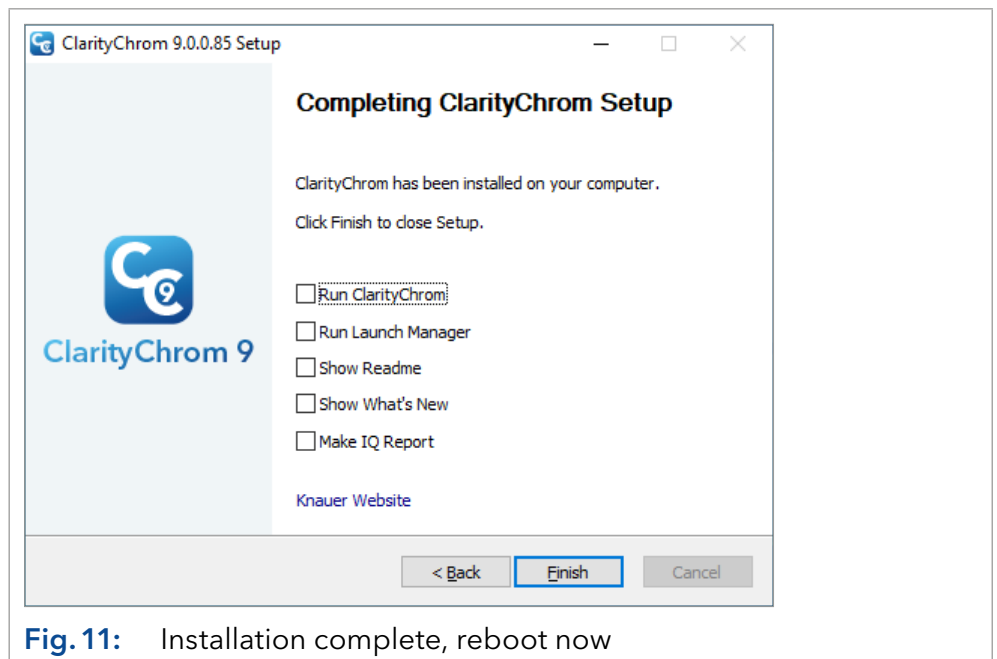 ClarityChrom 9.0.0.85 Setup
Completing ClarityChrom Setup
ClarityChrom has been installed on your computer.
Click Finish to close Setup.
CC9
ClarityChrom 9
Run ClarityChrom
Run Launch Manager
Show Readme
Show What's New
Make IQ Report
Knauer Website
< Back
Finish
Cancel
Fig. 11: Installation complete, reboot now